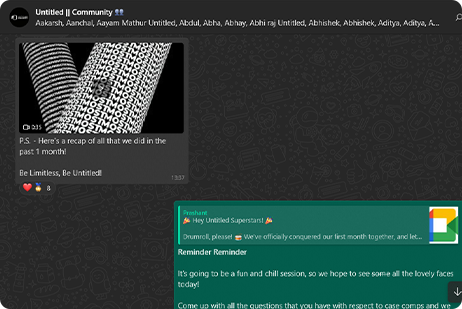 Untitled || Community 👥
Aakarsh, Aanchal, Aayam Mathur Untitled, Abdul, Abha, Abhay, Abhi raj Untitled, Abhishek, Abhishek, Aditya, Aditya, A...
MOST MOST MOST
0:35
P.S. - Here's a recap of all that we did in the
past 1 month!
Be Limitless, Be Untitled!
13:07
❤️ 🏅 8
Prashant
🎉 Hey Untitled Superstars! 🎉
Drumroll, please! 🥁 We've officially conquered our first month together, and let...
Reminder Reminder
It's going to be a fun and chill session, so we hope to see some all the lovely faces
today!
Come up with all the questions that you have with respect to case comps and we